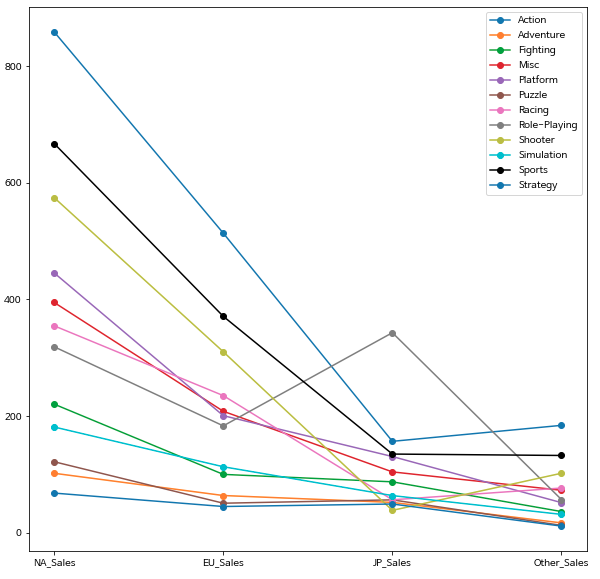 Action
Adventure
Fighting
Misc
Platform
Puzzle
Racing
Role−Playing
Shooter
Simulation
Sports
Strategy
800
600
400
200
0
NA_Sales EU_Sales JP_Sales Other_Sales